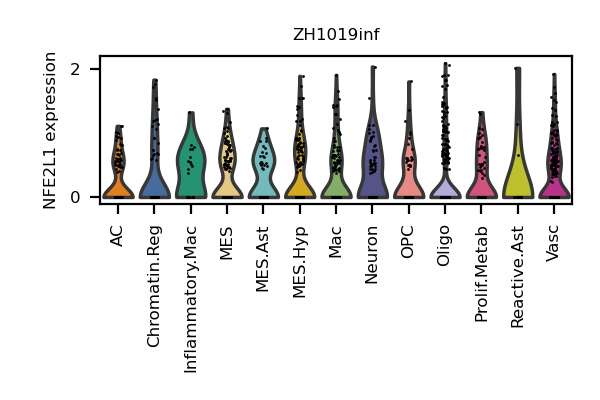 ZH1019inf
NFE2L1 expression
2
0
AC
Chromatin.Reg
Inflammatory.Mac
MES
MES.Ast
MES.Hyp
Mac
Neuron
OPC
Oligo
Prolif.Metab
Reactive.Ast
Vasc